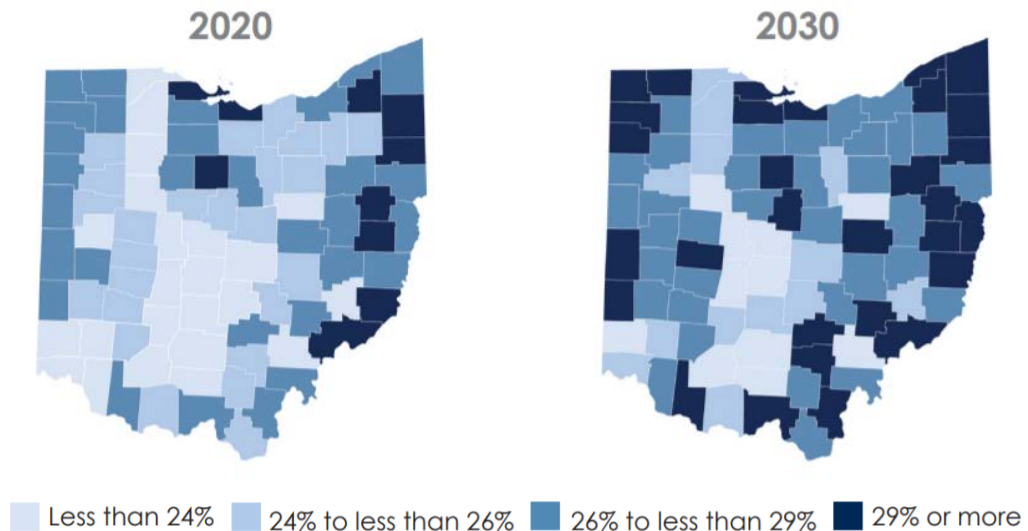 2020
2030
Less than 24%
24% to less than 26%
26% to less than 29%
29% or more